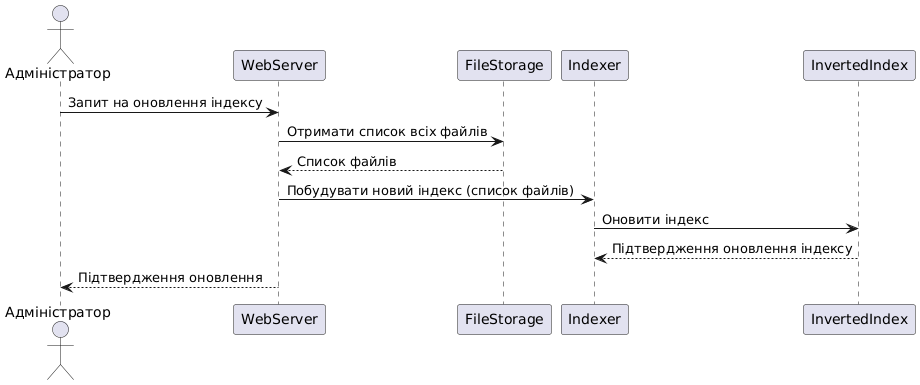 Адміністратор
WebServer
FileStorage
Indexer
InvertedIndex
Запит на оновлення індексу
Отримати список всіх файлів
Список файлів
Побудувати новий індекс (список файлів)
Оновити індекс
Підтвердження оновлення індексу
Підтвердження оновлення
Адміністратор
WebServer
FileStorage
Indexer
InvertedIndex